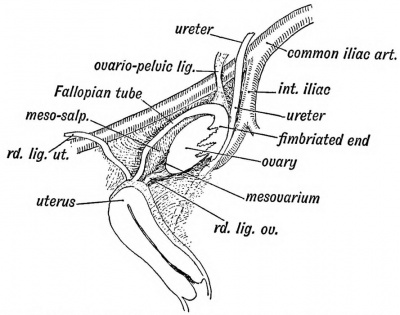 ureter
common iliac art.
ovario-pelvic lig.
int. iliac
Fallopian tube
ureter
meso-salp.
fimbriated end
rd. lig. ut.
ovary
mesovarium
uterus
rd. lig. ov.